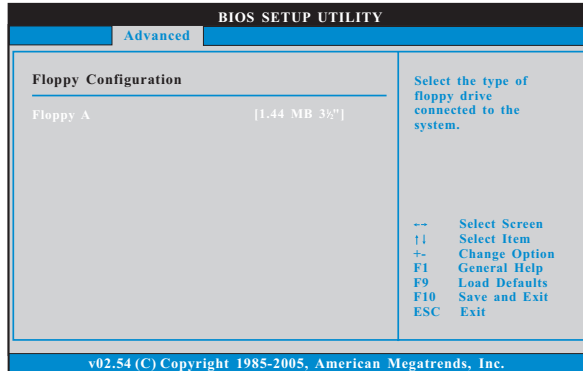 BIOS SETUP UTILITY
Advanced
Floppy Configuration
Floppy A [1.44 MB 3½"]
Select the type of
floppy drive
connected to the
system.
←→ Select Screen
↑↓ Select Item
+- Change Option
F1 General Help
F9 Load Defaults
F10 Save and Exit
ESC Exit
v02.54 (C) Copyright 1985-2005, American Megatrends, Inc.